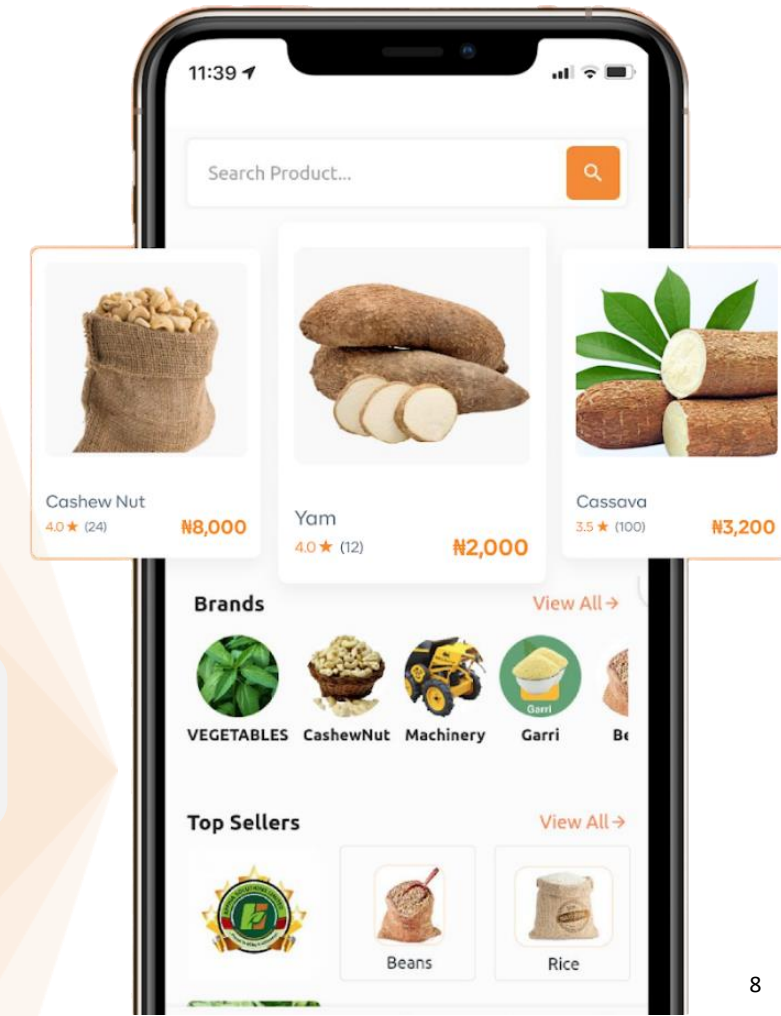 11:39
Search Product...
Cashew Nut
4.0 ★ (24)
₦8,000
Yam
4.0 ★ (12)
₦2,000
Cassava
3.5 ★ (100)
₦3,200
Brands
View All →
VEGETABLES
CashewNut
Machinery
Garri
Garri
Be
Top Sellers
View All →
Beans
Rice
8